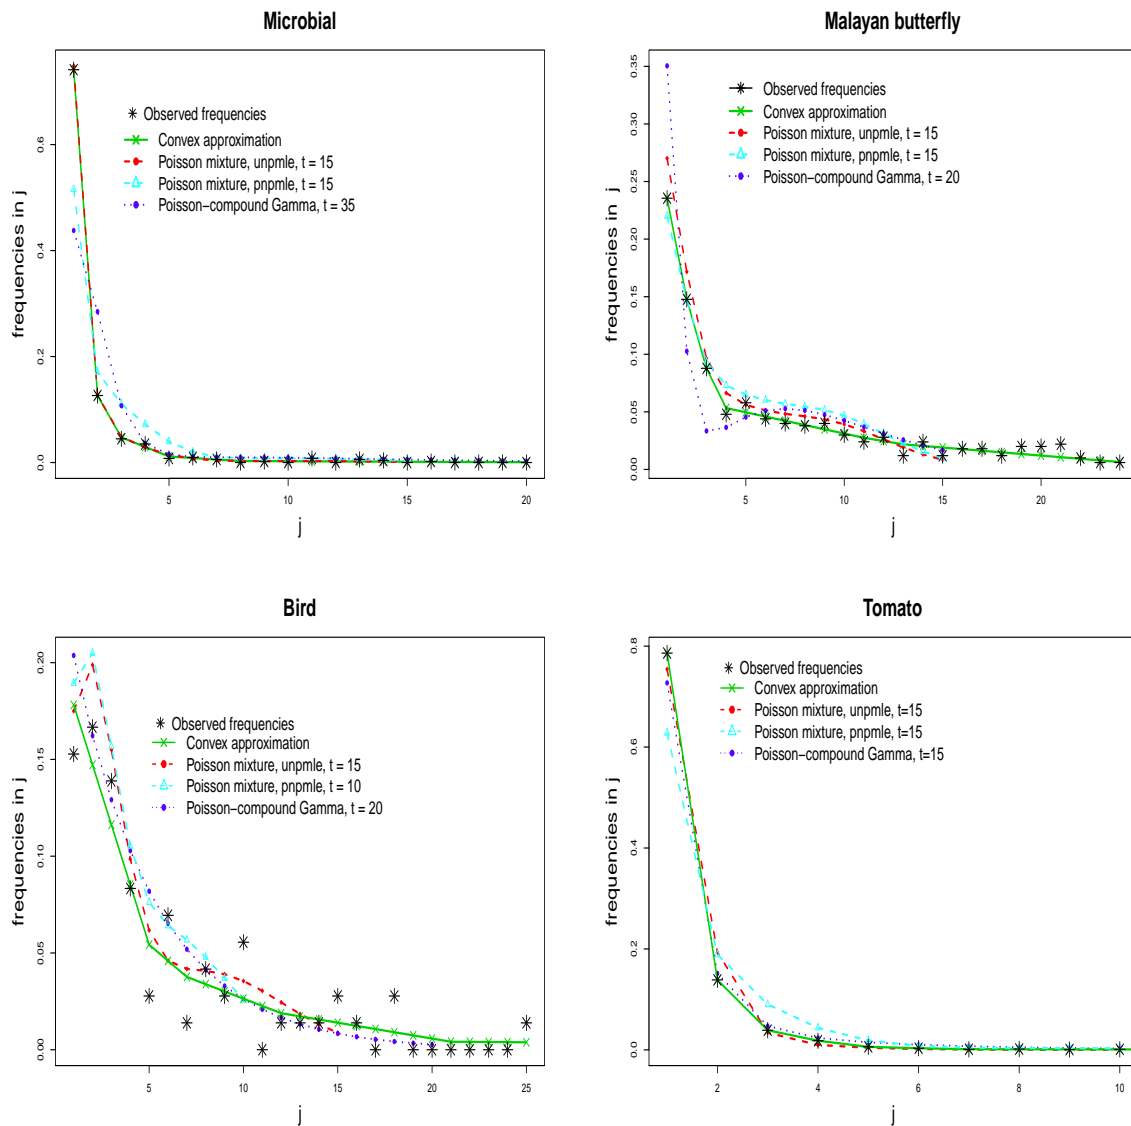 Microbial
frequencies in j
0.0
0.2
0.4
0.6
Observed frequencies
Convex approximation
Poisson mixture, unpmle, t = 15
Poisson mixture, pnpmle, t = 15
Poisson−compound Gamma, t = 35
5
10
15
20
j
Malayan butterfly
frequencies in j
0.00
0.05
0.10
0.15
0.20
0.25
0.30
0.35
Observed frequencies
Convex approximation
Poisson mixture, unpmle, t = 15
Poisson mixture, pnpmle, t = 15
Poisson−compound Gamma, t = 20
5
10
15
20
j
Bird
frequencies in j
0.00
0.05
0.10
0.15
0.20
Observed frequencies
Convex approximation
Poisson mixture, unpmle, t = 15
Poisson mixture, pnpmle, t = 10
Poisson−compound Gamma, t = 20
5
10
15
20
25
j
Tomato
frequencies in j
0.0
0.2
0.4
0.6
0.8
Observed frequencies
Convex approximation
Poisson mixture, unpmle, t=15
Poisson mixture, pnpmle, t=15
Poisson−compound Gamma, t=15
2
4
6
8
10
j